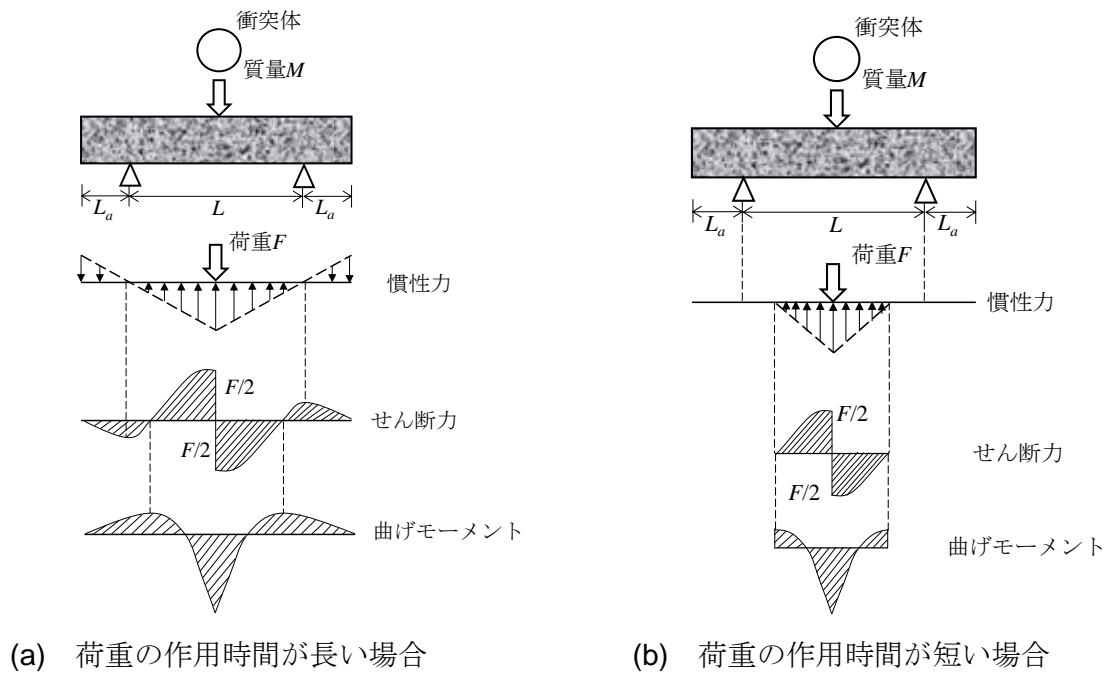 衝突体
質量M
La
L
La
荷重F
慣性力
F/2
せん断力
F/2
曲げモーメント
(a) 荷重の作用時間が長い場合
衝突体
質量M
La
L
La
荷重F
慣性力
F/2
せん断力
F/2
曲げモーメント
(b) 荷重の作用時間が短い場合